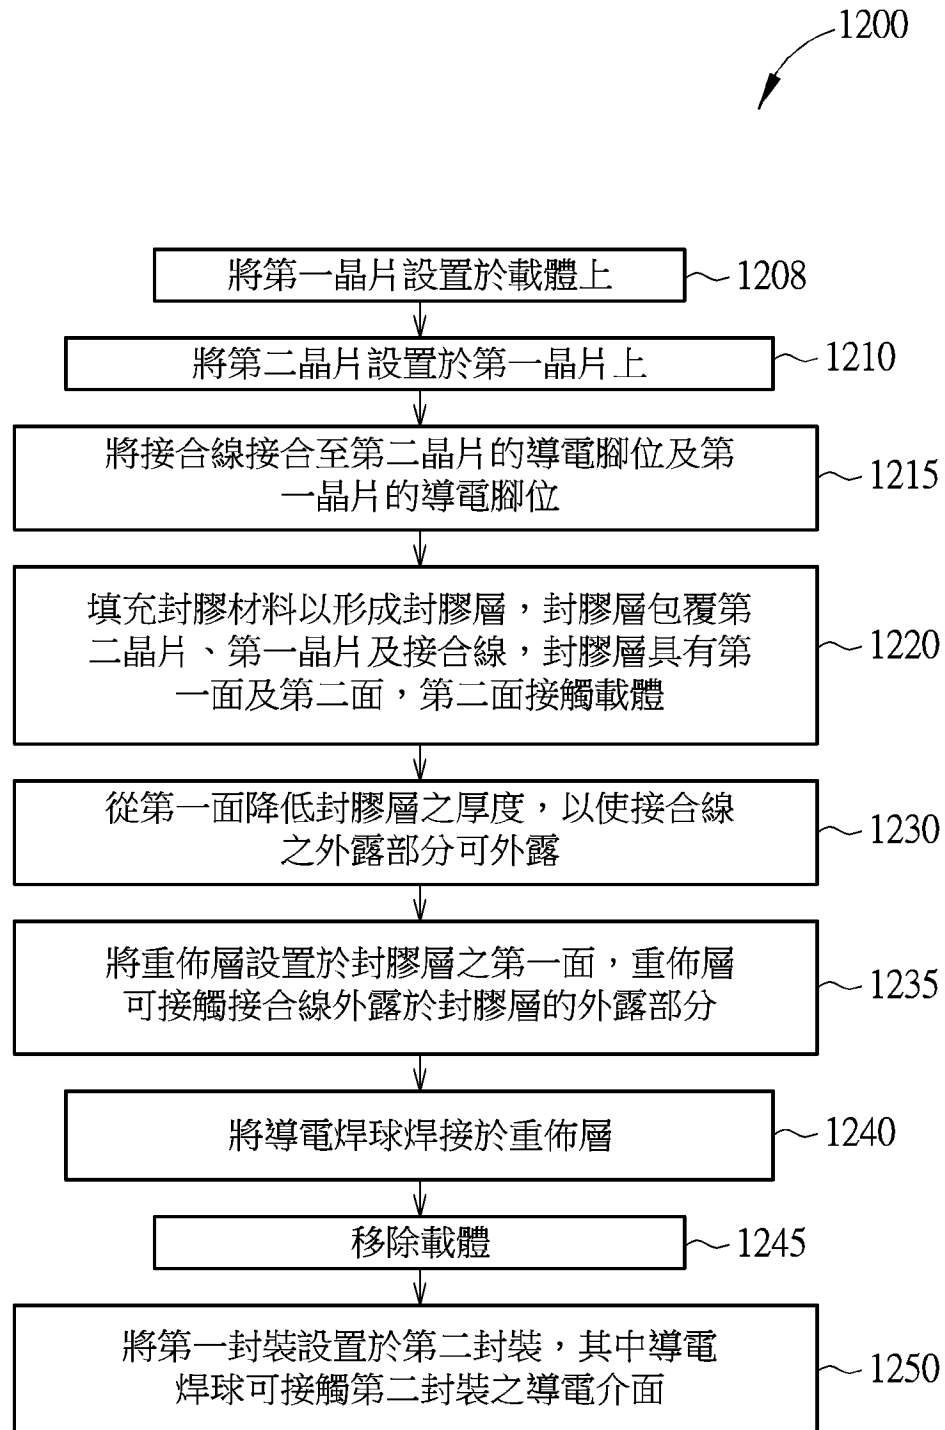 1200
將第一晶片設置於載體上
1208
將第二晶片設置於第一晶片上
1210
將接合線接合至第二晶片的導電腳位及第
一晶片的導電腳位
1215
填充封膠材料以形成封膠層，封膠層包覆第
二晶片、第一晶片及接合線，封膠層具有第
一面及第二面，第二面接觸載體
1220
從第一面降低封膠層之厚度，以使接合線
之外露部分可外露
1230
將重佈層設置於封膠層之第一面，重佈層
可接觸接合線外露於封膠層的外露部分
1235
將導電焊球焊接於重佈層
1240
移除載體
1245
將第一封裝設置於第二封裝，其中導電
焊球可接觸第二封裝之導電介面
1250